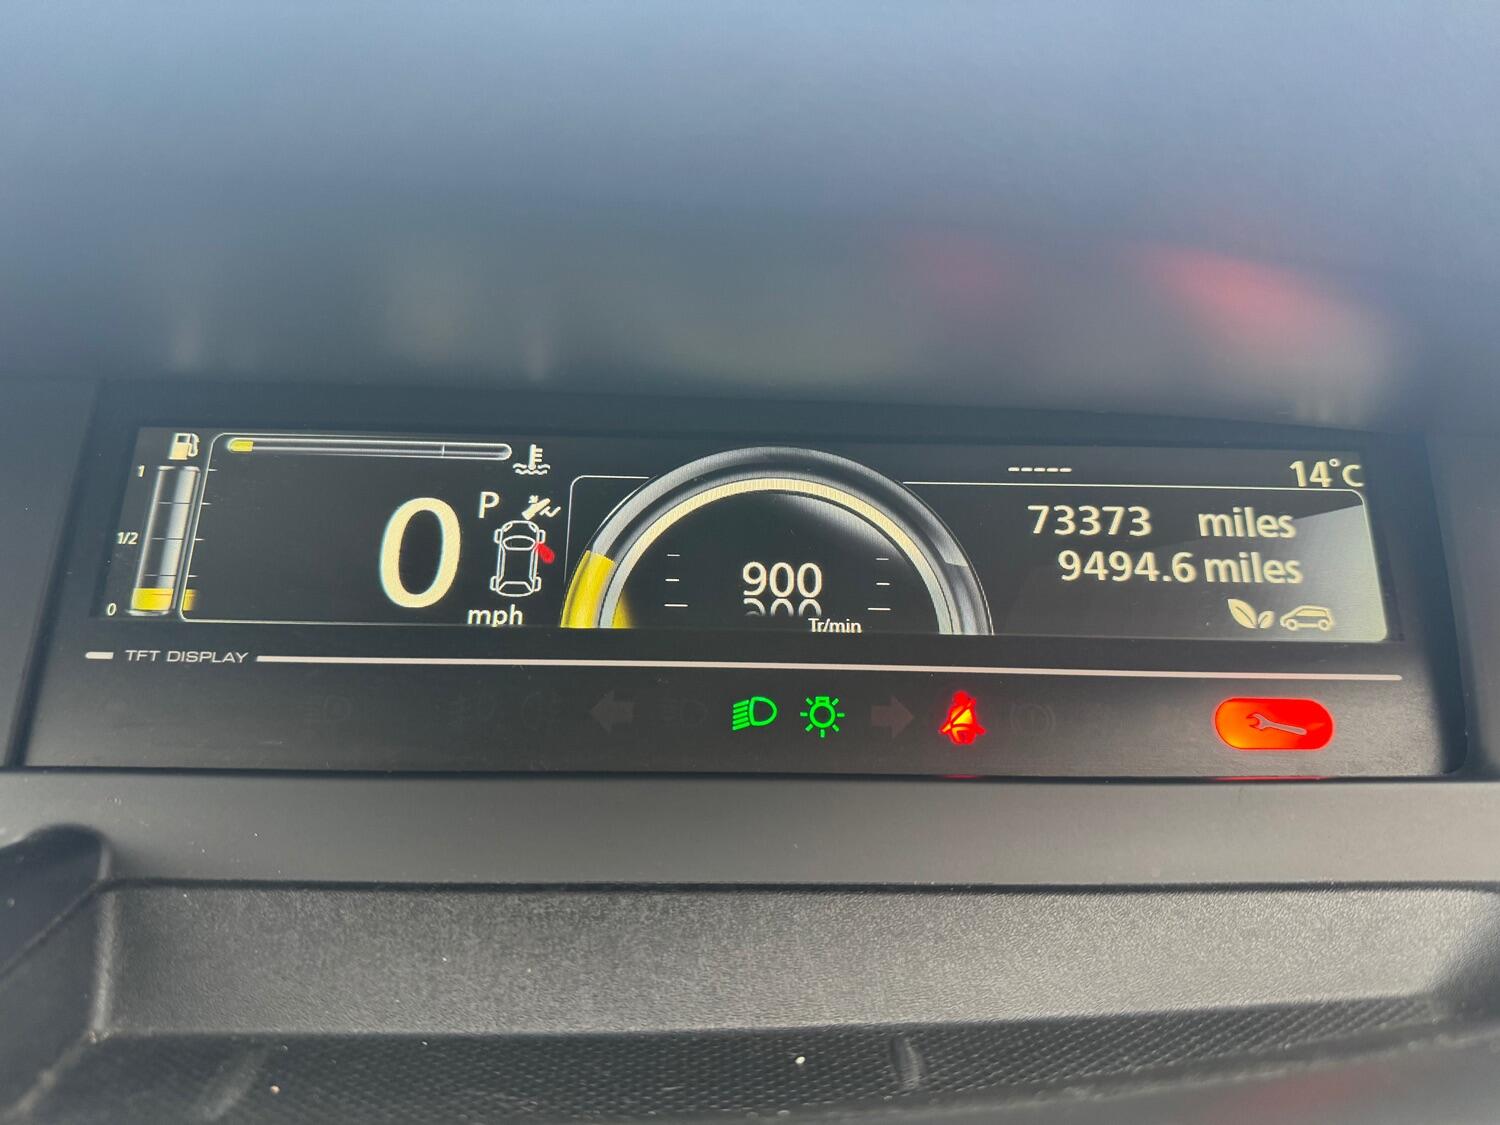 -----
14°C
1
P
73373 miles
1/2
0
900
9494.6 miles
0
mph
Tr/min
TFT DISPLAY